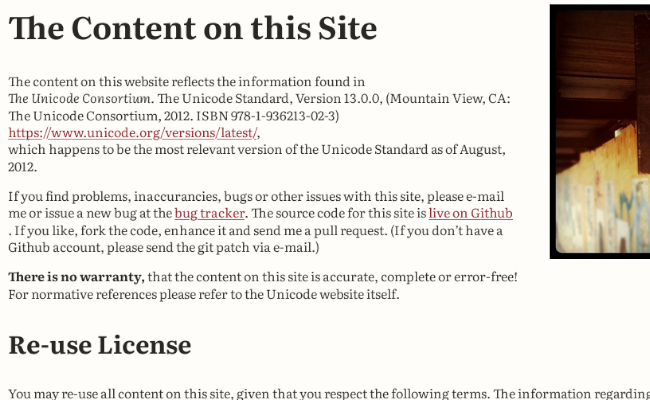 The Content on this Site
The content on this website reflects the information found in
The Unicode Consortium. The Unicode Standard, Version 13.0.0, (Mountain View, CA:
The Unicode Consortium, 2012. ISBN 978-1-936213-02-3)
https://www.unicode.org/versions/latest/,
which happens to be the most relevant version of the Unicode Standard as of August,
2012.
If you find problems, inaccurancies, bugs or other issues with this site, please e-mail
me or issue a new bug at the bug tracker. The source code for this site is live on Github
. If you like, fork the code, enhance it and send me a pull request. (If you don't have a
Github account, please send the git patch via e-mail.)
There is no warranty, that the content on this site is accurate, complete or error-free!
For normative references please refer to the Unicode website itself.
Re-use License
You may re-use all content on this site, given that you respect the following terms. The information regarding